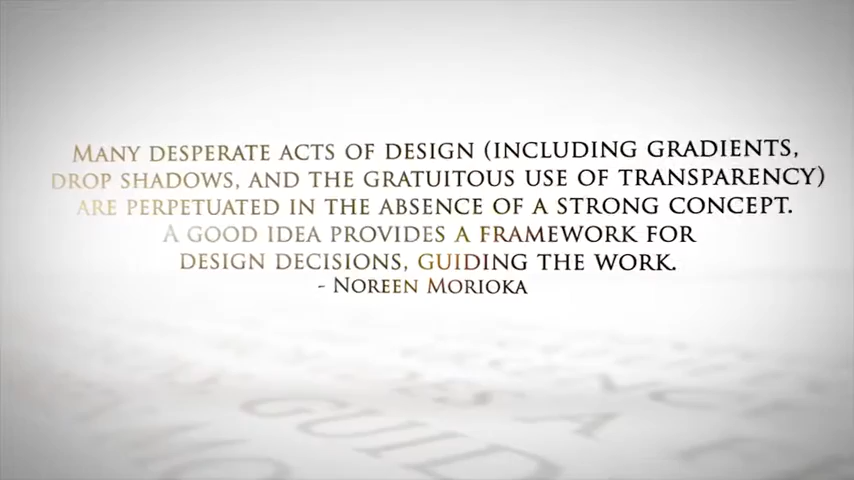 MANY DESPERATE ACTS OF DESIGN (INCLUDING GRADIENTS,
DROP SHADOWS, AND THE GRATUITOUS USE OF TRANSPARENCY)
ARE PERPETUATED IN THE ABSENCE OF A STRONG CONCEPT.
A GOOD IDEA PROVIDES A FRAMEWORK FOR
DESIGN DECISIONS, GUIDING THE WORK.
- NOREEN MORIOKA
GUID